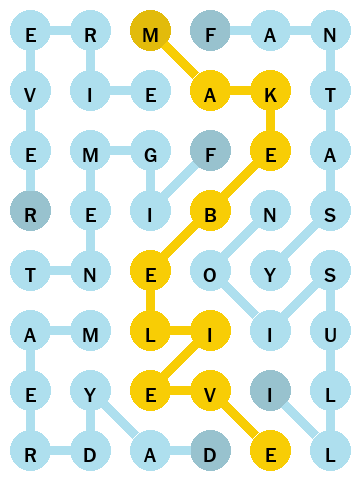 E R M F A N
V I E A K T
E M G F E A
R E I B N S
T N E O Y S
A M L I I U
E Y E V I L
R D A D E L